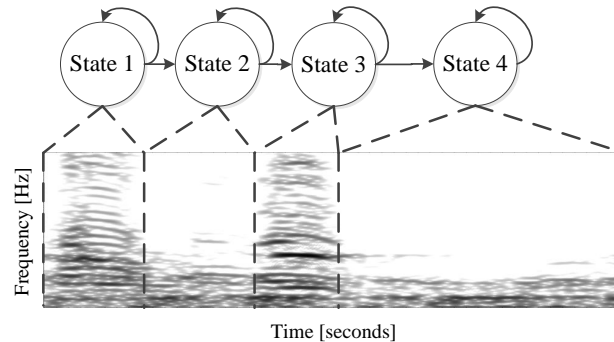 State 1
State 2
State 3
State 4
Frequency [Hz]
Time [seconds]